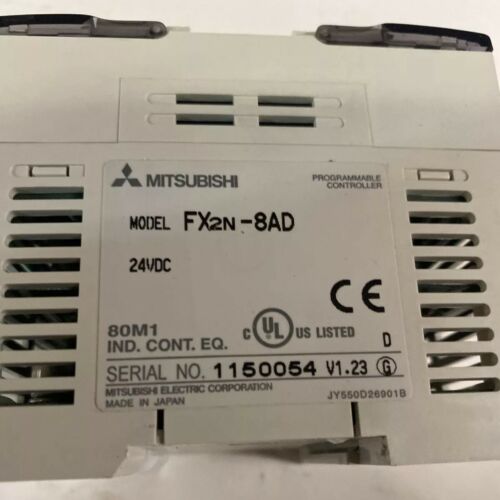 MITSUBISHI
PROGRAMMABLE
CONTROLLER
MODEL FX2N-8AD
24VDC
CE
80M1
IND. CONT. EQ.
C UL US LISTED D
SERIAL NO. 1150054 V1.23 G
MITSUBISHI ELECTRIC CORPORATION
MADE IN JAPAN
JY550D26901B